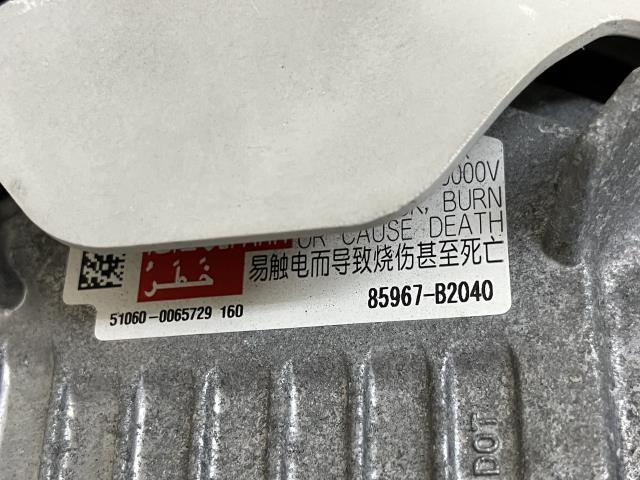 000V
BURN
OR CAUSE DEATH
خَطَرٌ
易触电而导致烧伤甚至死亡
51060-0065729 160
85967-B2040
DOT